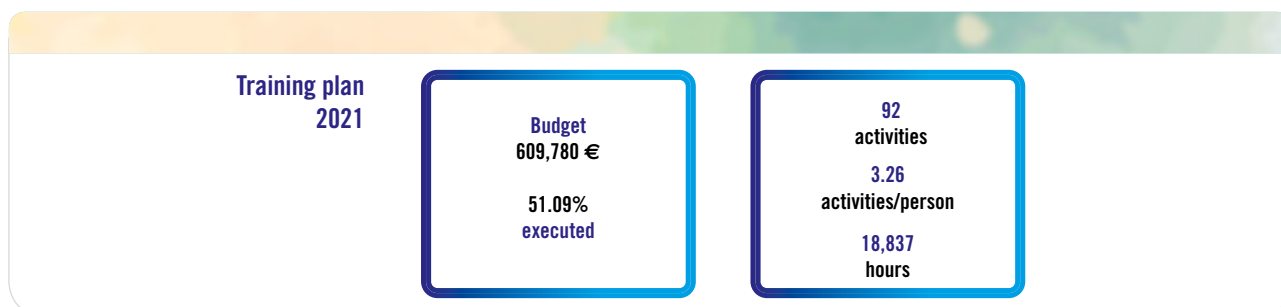 Training plan
2021
Budget
609,780 €
51.09%
executed
92
activities
3.26
activities/person
18,837
hours